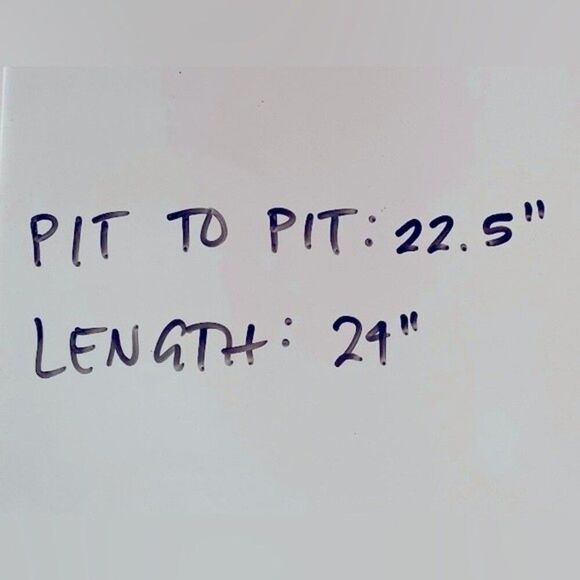 PIT TO PIT: 22.5"
LENGTH: 24"